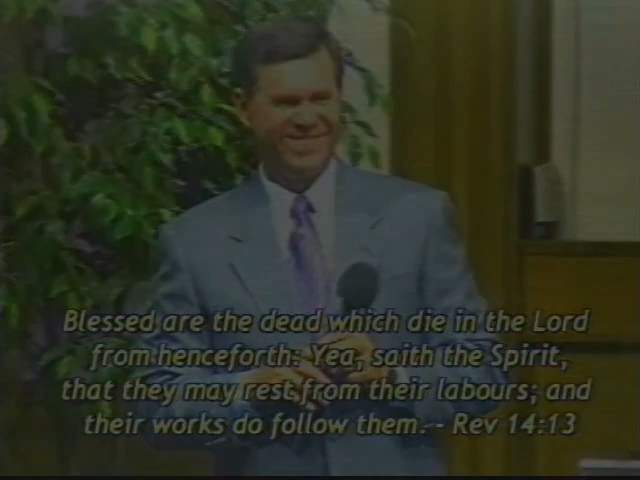 Blessed are the dead which die in the Lord
from henceforth: Yea, saith the Spirit,
that they may rest from their labours; and
their works do follow them. - Rev 14:13